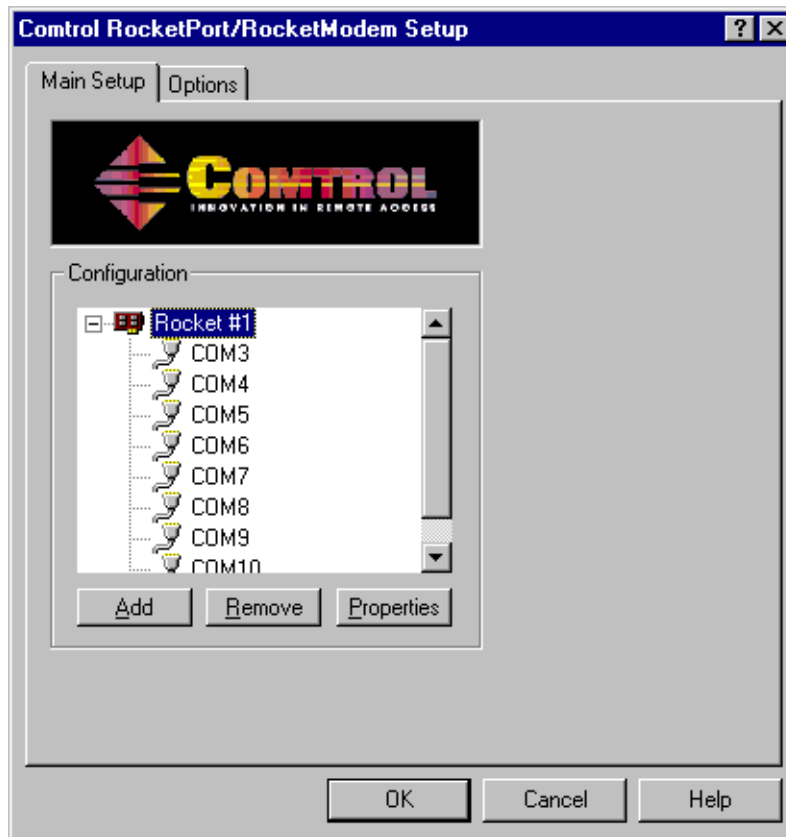 Comtrol RocketPort/RocketModem Setup
Main Setup
Options
COMTROL
INNOVATION IN REMOTE ACCESS
Configuration
Rocket #1
COM3
COM4
COM5
COM6
COM7
COM8
COM9
COM10
Add
Remove
Properties
OK
Cancel
Help